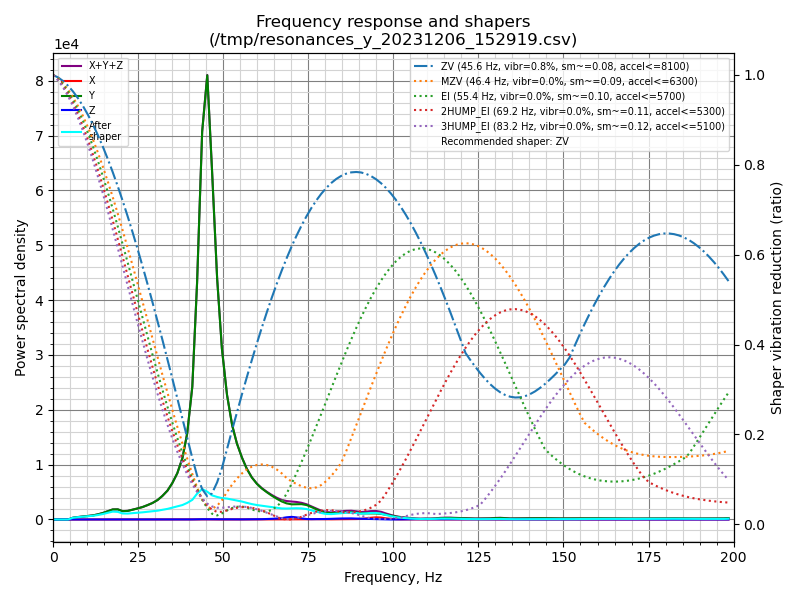 Frequency response and shapers
(/tmp/resonances_y_20231206_152919.csv)
1e4
X+Y+Z
X
Y
Z
After
shaper
ZV (45.6 Hz, vibr=0.8%, sm~=0.08, accel<=8100)
MZV (46.4 Hz, vibr=0.0%, sm~=0.09, accel<=6300)
EI (55.4 Hz, vibr=0.0%, sm~=0.10, accel<=5700)
2HUMP_EI (69.2 Hz, vibr=0.0%, sm~=0.11, accel<=5300)
3HUMP_EI (83.2 Hz, vibr=0.0%, sm~=0.12, accel<=5100)
Recommended shaper: ZV
8
7
6
5
4
3
2
1
0
Power spectral density
1.0
0.8
0.6
0.4
0.2
0.0
Shaper vibration reduction (ratio)
0 25 50 75 100 125 150 175 200
Frequency, Hz